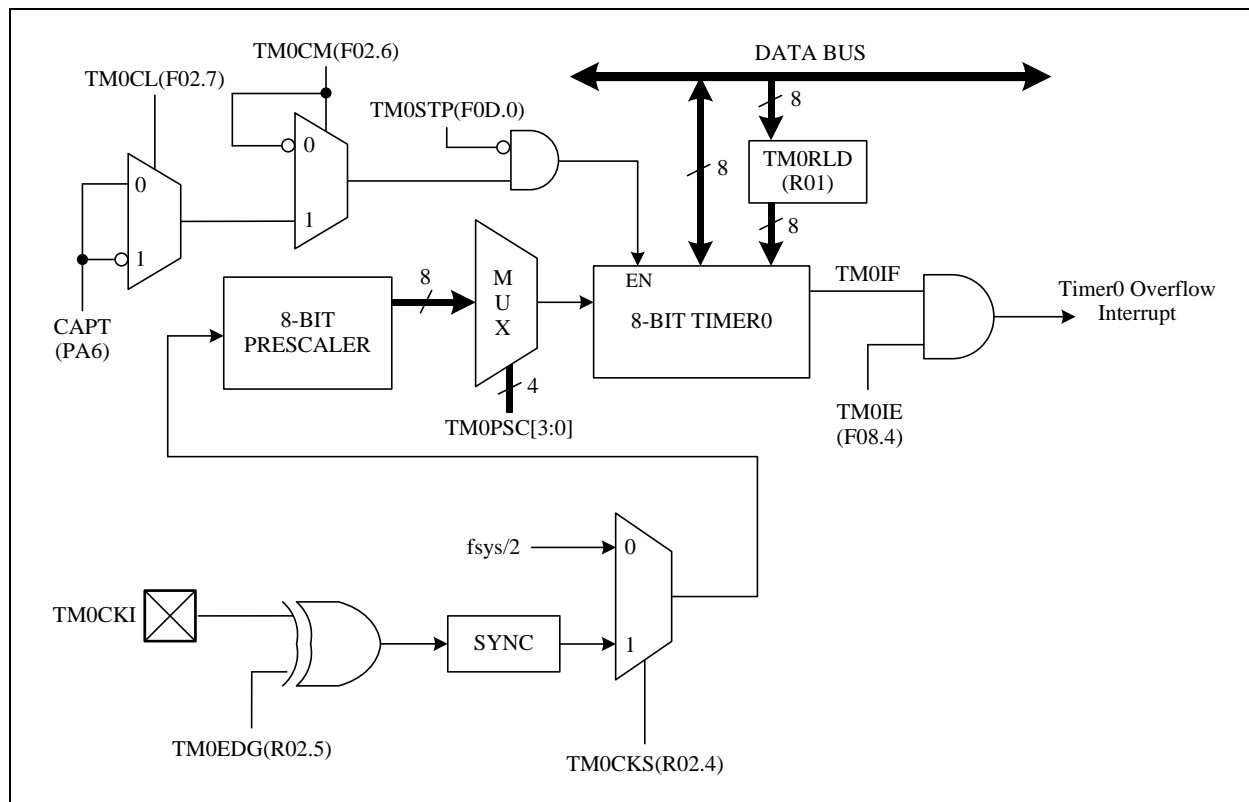 TM0CM(F02.6)
DATA BUS
TM0CL(F02.7)
TM0STP(F0D.0)
8
0
TM0RLD
(R01)
8
0
1
8
1
EN
8
M
U
X
TM0IF
8-BIT
PRESCALER
8-BIT TIMER0
Timer0 Overflow
Interrupt
CAPT
(PA6)
4
TM0PSC[3:0]
TM0IE
(F08.4)
fsys/2
0
TM0CKI
SYNC
1
TM0EDG(R02.5)
TM0CKS(R02.4)